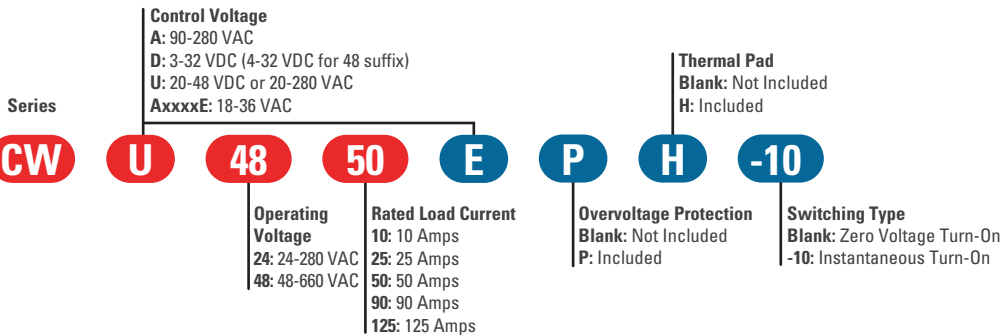 Control Voltage
A: 90-280 VAC
D: 3-32 VDC (4-32 VDC for 48 suffix)
U: 20-48 VDC or 20-280 VAC
AxxxxE: 18-36 VAC
Thermal Pad
Blank: Not Included
H: Included
Series
CW U 48 50 E P H -10
Operating
Voltage
24: 24-280 VAC
48: 48-660 VAC
Rated Load Current
10: 10 Amps
25: 25 Amps
50: 50 Amps
90: 90 Amps
125: 125 Amps
Overvoltage Protection
Blank: Not Included
P: Included
Switching Type
Blank: Zero Voltage Turn-On
-10: Instantaneous Turn-On